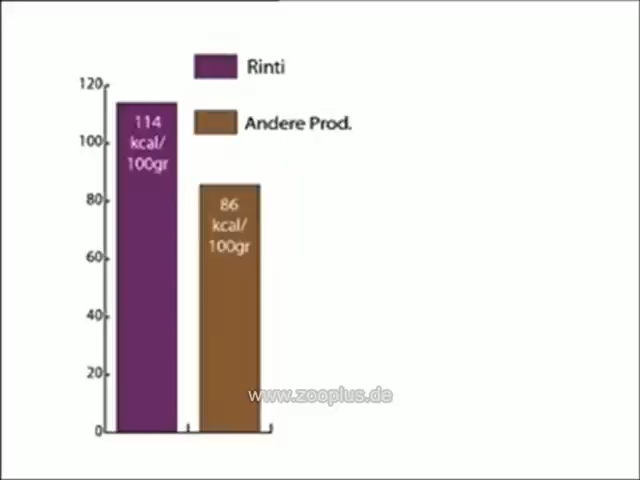 Rinti
Andere Prod.
120
100
80
60
40
20
0
114
kcal/
100gr
86
kcal/
100gr
www.zooplus.de